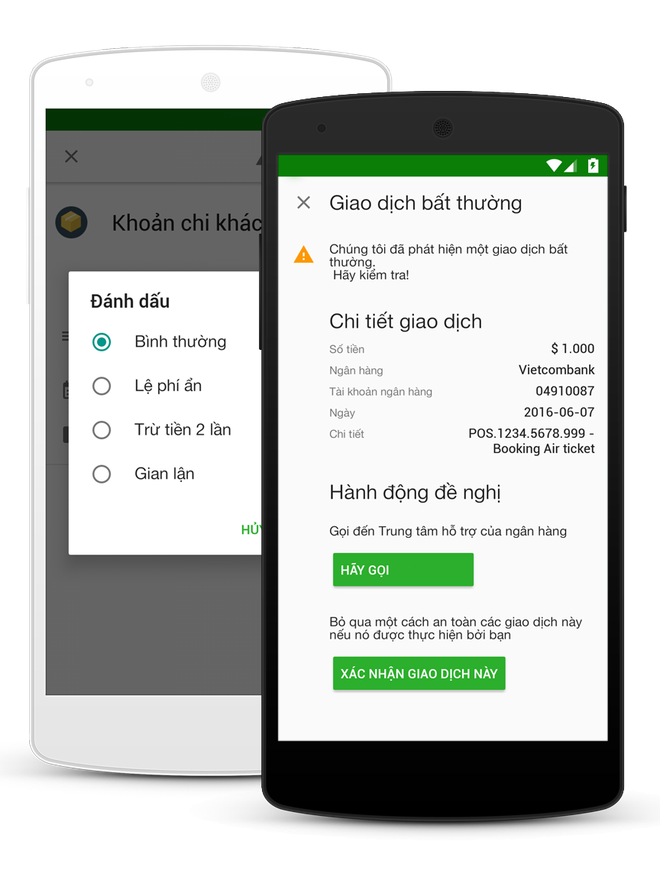 Khoản chi khác
Đánh dấu
Bình thường
Lệ phí ẩn
Trừ tiền 2 lần
Gian lận
Giao dịch bất thường
Chúng tôi đã phát hiện một giao dịch bất
thường.
Hãy kiểm tra!
Chi tiết giao dịch
Số tiền $ 1.000
Ngân hàng Vietcombank
Tài khoản ngân hàng 04910087
Ngày 2016-06-07
Chi tiết POS.1234.5678.999 -
Booking Air ticket
Hành động đề nghị
Gọi đến Trung tâm hỗ trợ của ngân hàng
HÃY GỌI
Bỏ qua một cách an toàn các giao dịch này
nếu nó được thực hiện bởi bạn
XÁC NHẬN GIAO DỊCH NÀY